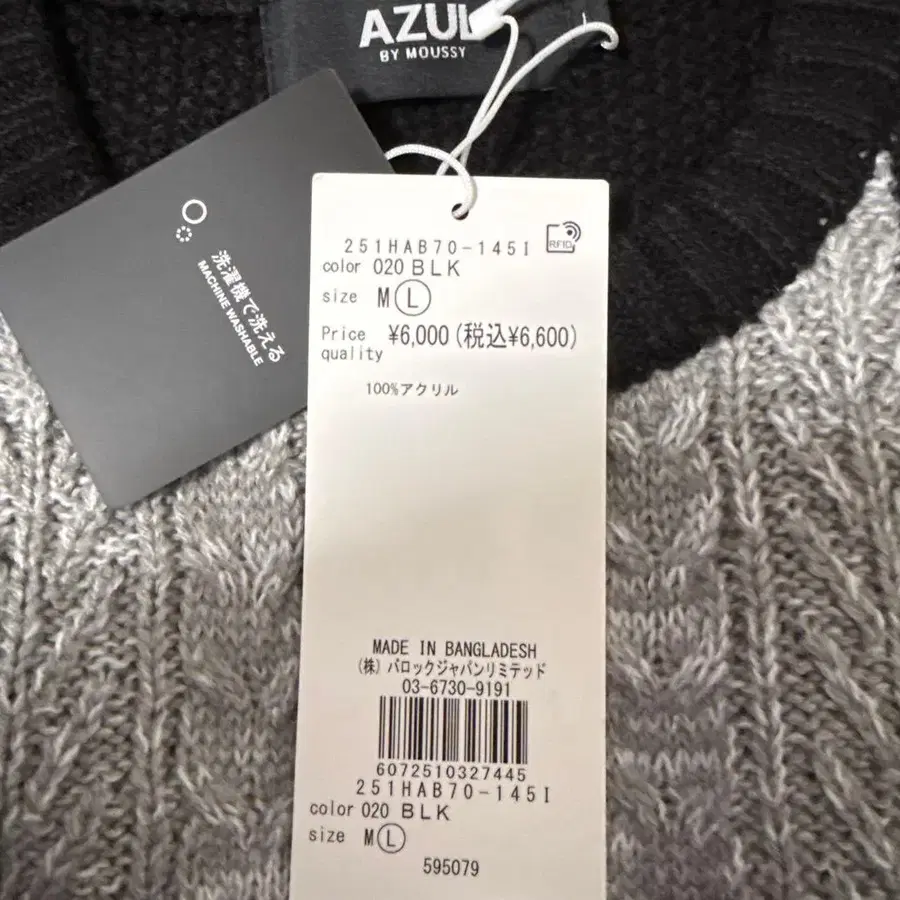 AZUL
BY MOUSSY
洗濯機で洗える
MACHINE WASHABLE
251HAB70-145I
RFID
color 020 BLK
size M L
Price ¥6,000 (税込¥6,600)
quality
100%アクリル
MADE IN BANGLADESH
(株) バロックジャパンリミテッド
03-6730-9191
6072510327445
251HAB70-145I
color 020 BLK
size M L
595079